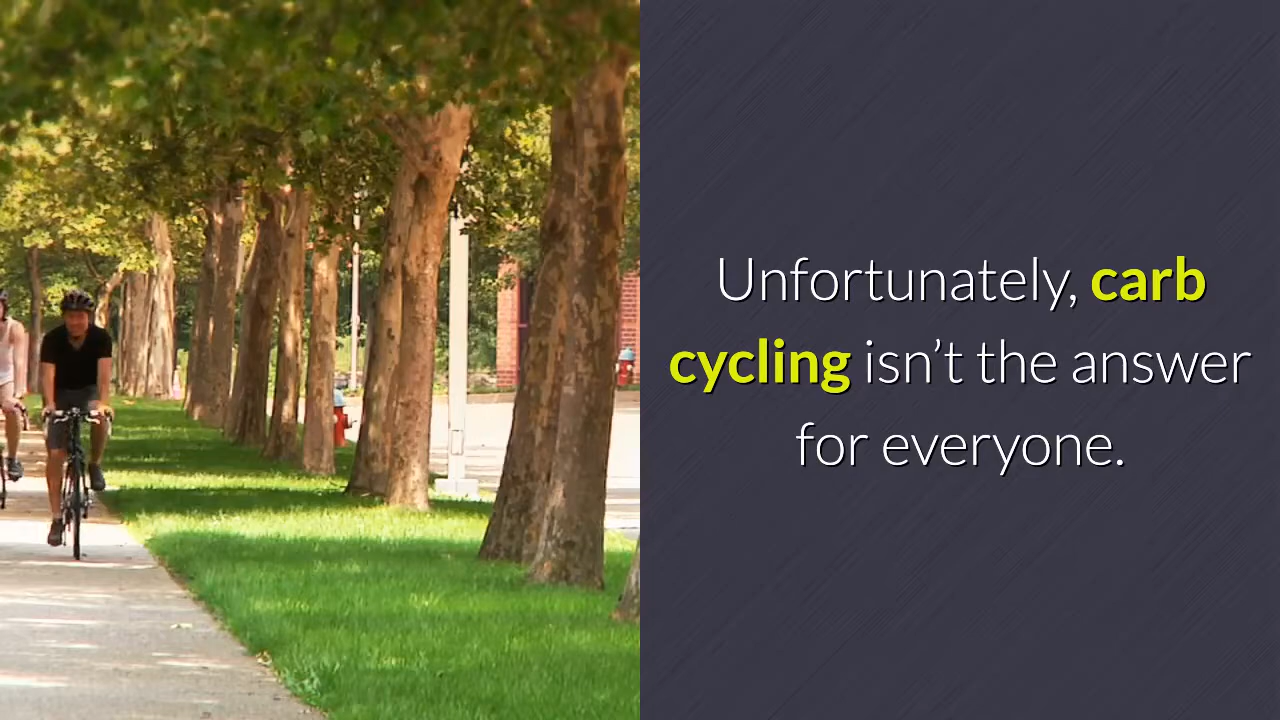 Unfortunately, carb
cycling isn’t the answer
for everyone.